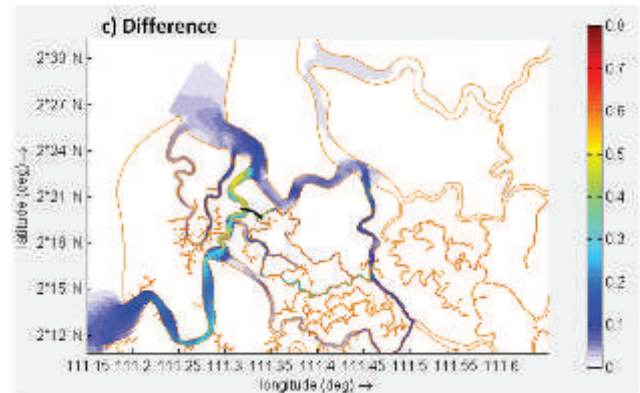 c) Difference
0.8
0.7
0.6
0.5
0.4
0.3
0.2
0.1
0
2°30 N
2°27 N
2°24 N
2°21 N
2°18 N
2°15 N
2°12 N
latitude (deg) →
111.15 111.2 111.25 111.3 111.35 111.4 111.45 111.5 111.55 111.6
longitude (deg) →